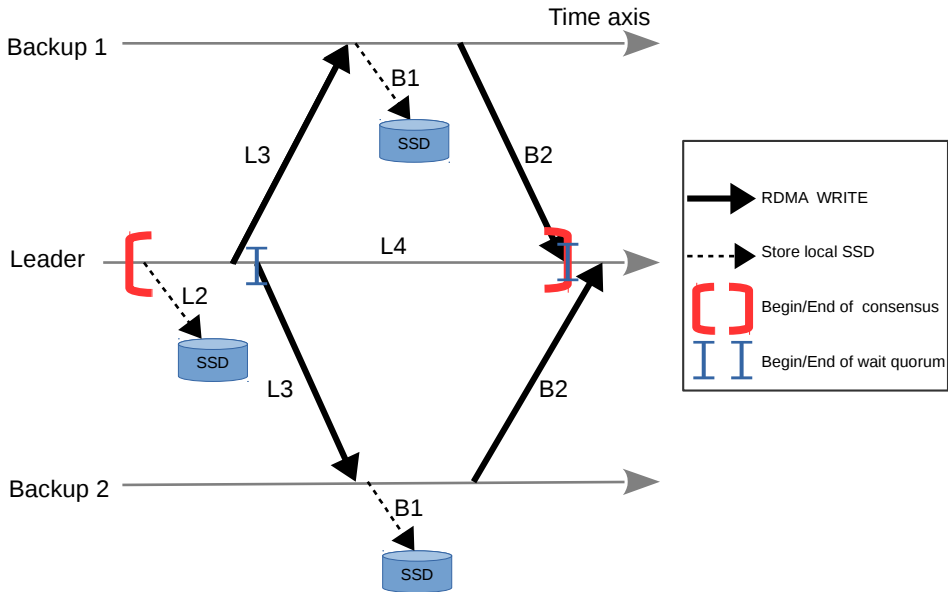 Time axis
Backup 1
B1
SSD
L3
B2
Leader
L4
L2
SSD
L3
B2
Backup 2
B1
SSD
RDMA WRITE
Store local SSD
Begin/End of consensus
Begin/End of wait quorum